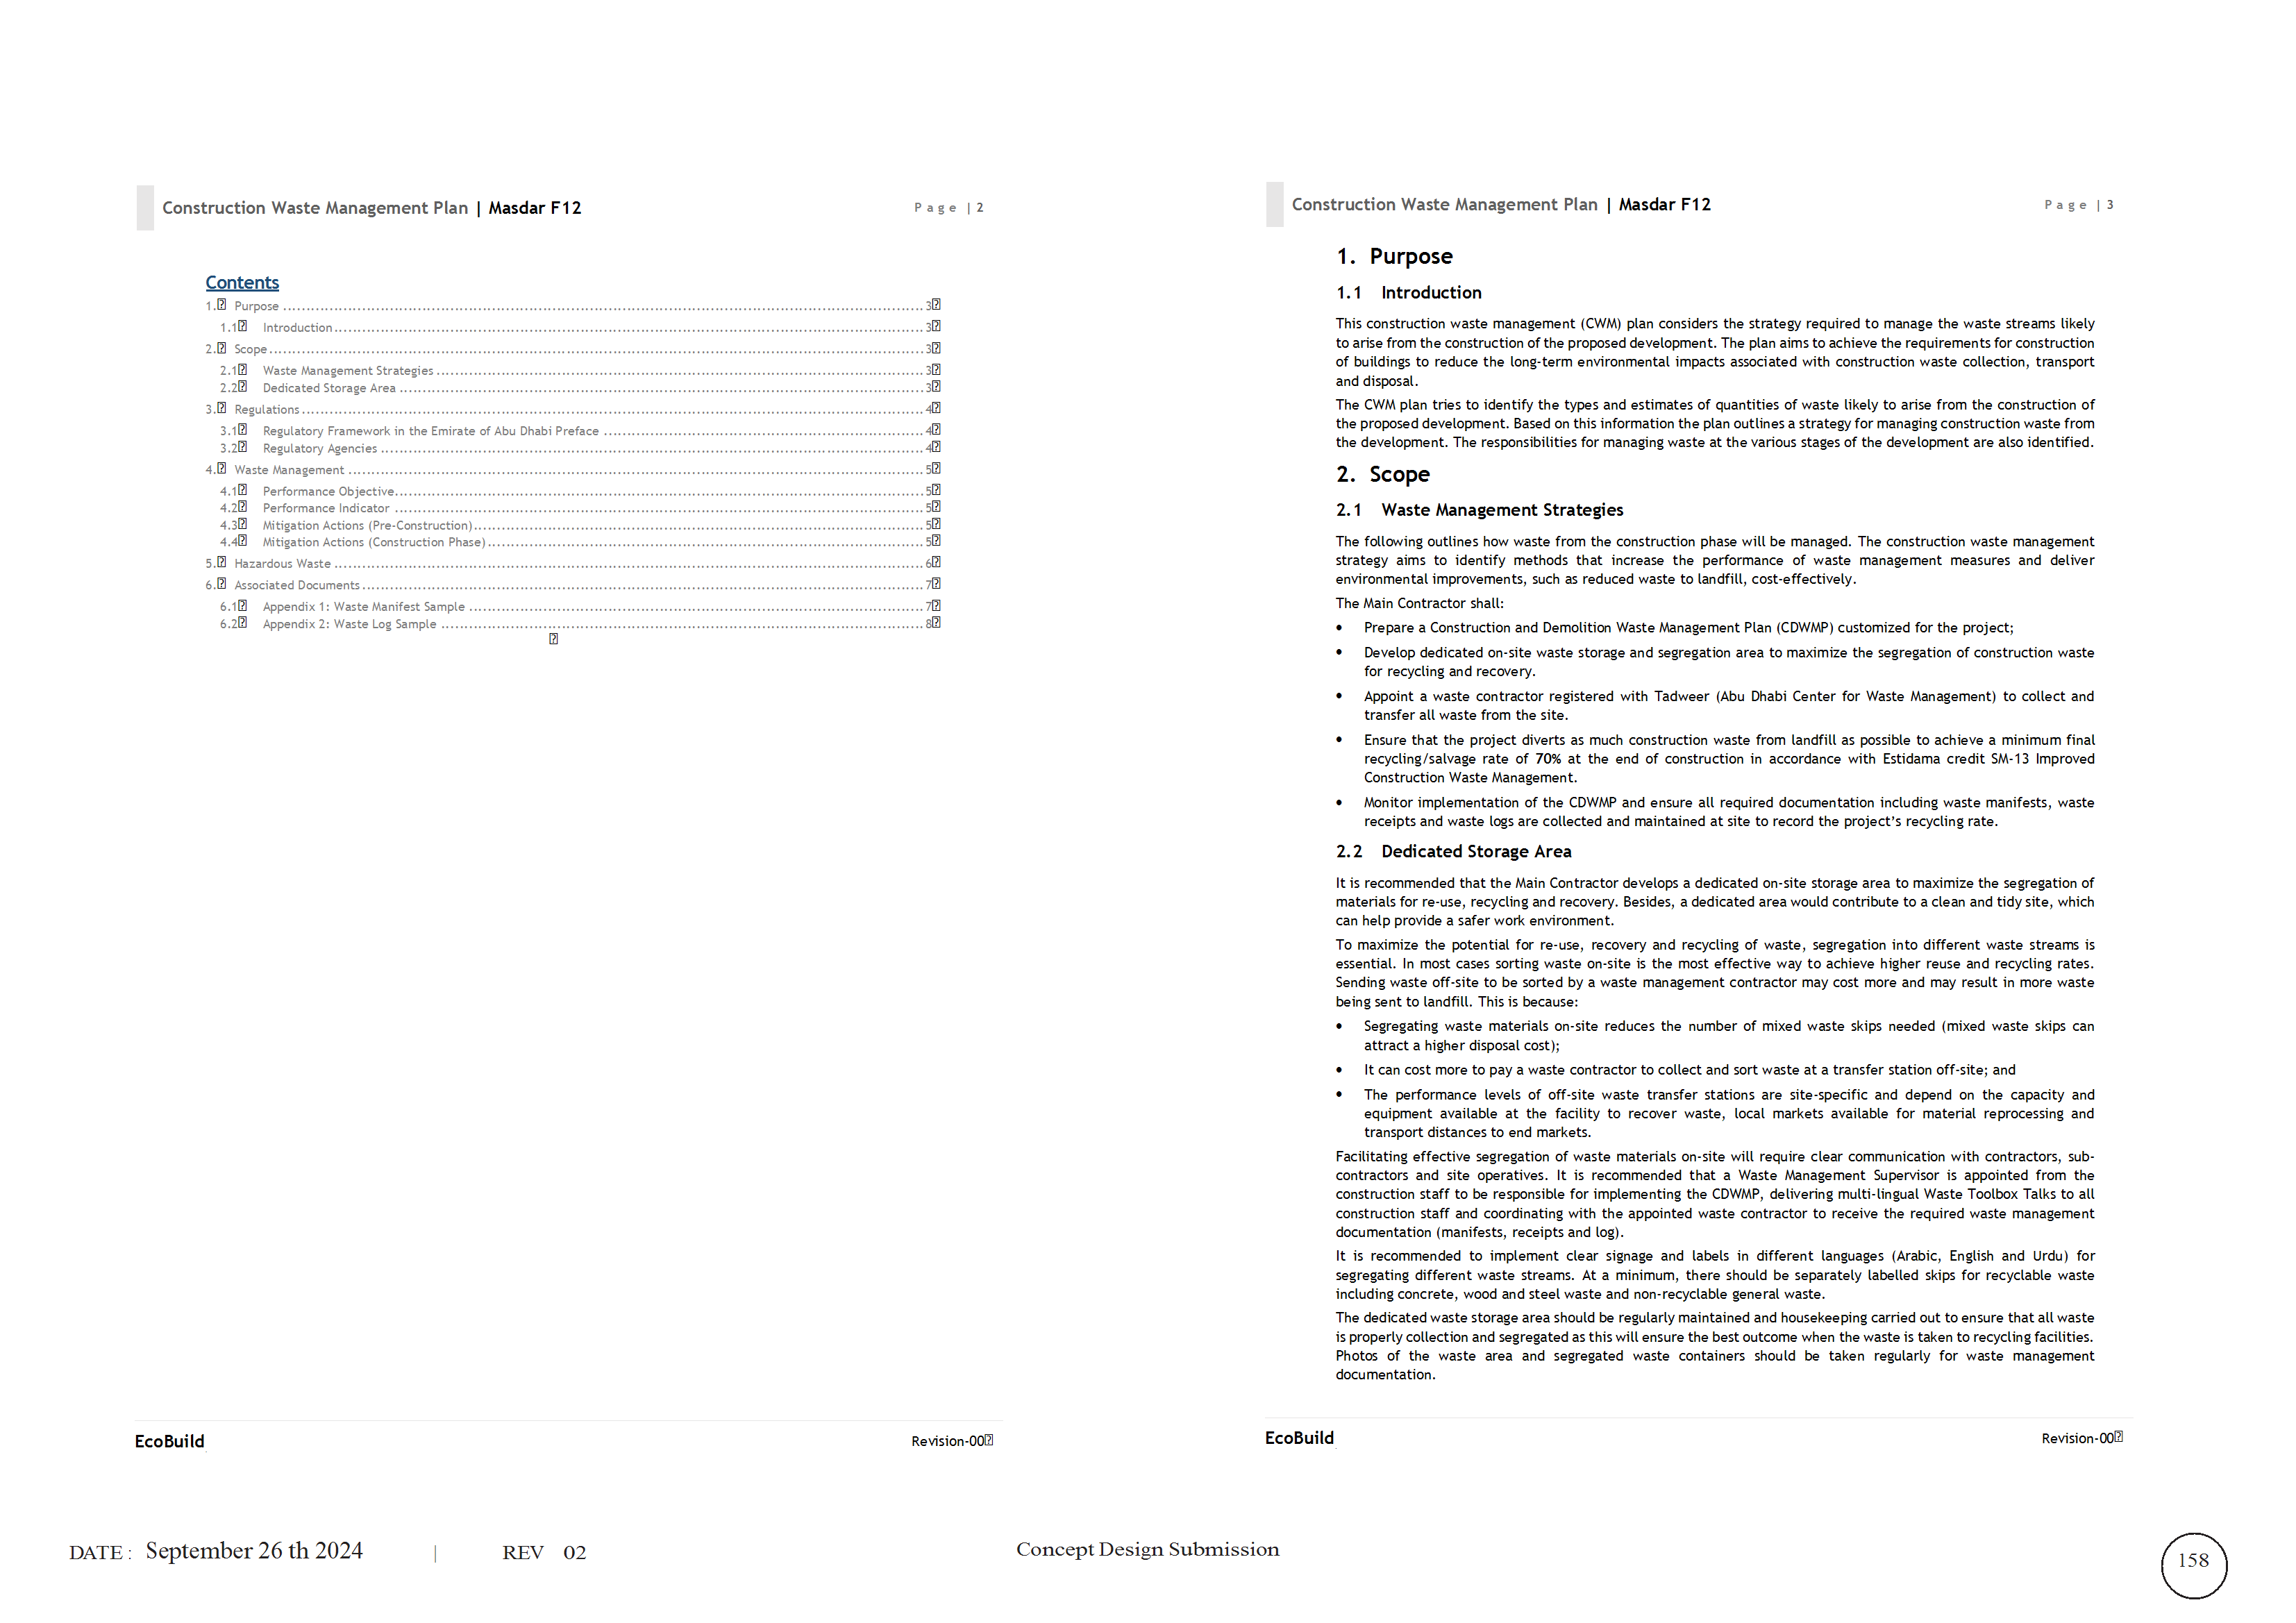 Construction Waste Management Plan | Masdar F12
Page | 2
Contents
1. Purpose ........ 3
1.1 Introduction ........ 3
2. Scope ........ 3
2.1 Waste Management Strategies ........ 3
2.2 Dedicated Storage Area ........ 3
3. Regulations ........ 4
3.1 Regulatory Framework in the Emirate of Abu Dhabi Preface ........ 4
3.2 Regulatory Agencies ........ 4
4. Waste Management ........ 5
4.1 Performance Objective ........ 5
4.2 Performance Indicator ........ 5
4.3 Mitigation Actions (Pre-Construction) ........ 5
4.4 Mitigation Actions (Construction Phase) ........ 5
5. Hazardous Waste ........ 6
6. Associated Documents ........ 7
6.1 Appendix 1: Waste Manifest Sample ........ 7
6.2 Appendix 2: Waste Log Sample ........ 8
EcoBuild
Revision-00
Construction Waste Management Plan | Masdar F12
Page | 3
1. Purpose
1.1 Introduction
This construction waste management (CWM) plan considers the strategy required to manage the waste streams likely
to arise from the construction of the proposed development. The plan aims to achieve the requirements for construction
of buildings to reduce the long-term environmental impacts associated with construction waste collection, transport
and disposal.
The CWM plan tries to identify the types and estimates of quantities of waste likely to arise from the construction of
the proposed development. Based on this information the plan outlines a strategy for managing construction waste from
the development. The responsibilities for managing waste at the various stages of the development are also identified.
2. Scope
2.1 Waste Management Strategies
The following outlines how waste from the construction phase will be managed. The construction waste management
strategy aims to identify methods that increase the performance of waste management measures and deliver
environmental improvements, such as reduced waste to landfill, cost-effectively.
The Main Contractor shall:
• Prepare a Construction and Demolition Waste Management Plan (CDWMP) customized for the project;
• Develop dedicated on-site waste storage and segregation area to maximize the segregation of construction waste
for recycling and recovery.
• Appoint a waste contractor registered with Tadweer (Abu Dhabi Center for Waste Management) to collect and
transfer all waste from the site.
• Ensure that the project diverts as much construction waste from landfill as possible to achieve a minimum final
recycling/salvage rate of 70% at the end of construction in accordance with Estidama credit SM-13 Improved
Construction Waste Management.
• Monitor implementation of the CDWMP and ensure all required documentation including waste manifests, waste
receipts and waste logs are collected and maintained at site to record the project's recycling rate.
2.2 Dedicated Storage Area
It is recommended that the Main Contractor develops a dedicated on-site storage area to maximize the segregation of
materials for re-use, recycling and recovery. Besides, a dedicated area would contribute to a clean and tidy site, which
can help provide a safer work environment.
To maximize the potential for re-use, recovery and recycling of waste, segregation into different waste streams is
essential. In most cases sorting waste on-site is the most effective way to achieve higher reuse and recycling rates.
Sending waste off-site to be sorted by a waste management contractor may cost more and may result in more waste
being sent to landfill. This is because:
• Segregating waste materials on-site reduces the number of mixed waste skips needed (mixed waste skips can
attract a higher disposal cost);
• It can cost more to pay a waste contractor to collect and sort waste at a transfer station off-site; and
• The performance levels of off-site waste transfer stations are site-specific and depend on the capacity and
equipment available at the facility to recover waste, local markets available for material reprocessing and
transport distances to end markets.
Facilitating effective segregation of waste materials on-site will require clear communication with contractors, sub-
contractors and site operatives. It is recommended that a Waste Management Supervisor is appointed from the
construction staff to be responsible for implementing the CDWMP, delivering multi-lingual Waste Toolbox Talks to all
construction staff and coordinating with the appointed waste contractor to receive the required waste management
documentation (manifests, receipts and log).
It is recommended to implement clear signage and labels in different languages (Arabic, English and Urdu) for
segregating different waste streams. At a minimum, there should be separately labelled skips for recyclable waste
including concrete, wood and steel waste and non-recyclable general waste.
The dedicated waste storage area should be regularly maintained and housekeeping carried out to ensure that all waste
is properly collection and segregated as this will ensure the best outcome when the waste is taken to recycling facilities.
Photos of the waste area and segregated waste containers should be taken regularly for waste management
documentation.
EcoBuild
Revision-00
DATE : September 26 th 2024 | REV 02
Concept Design Submission
158